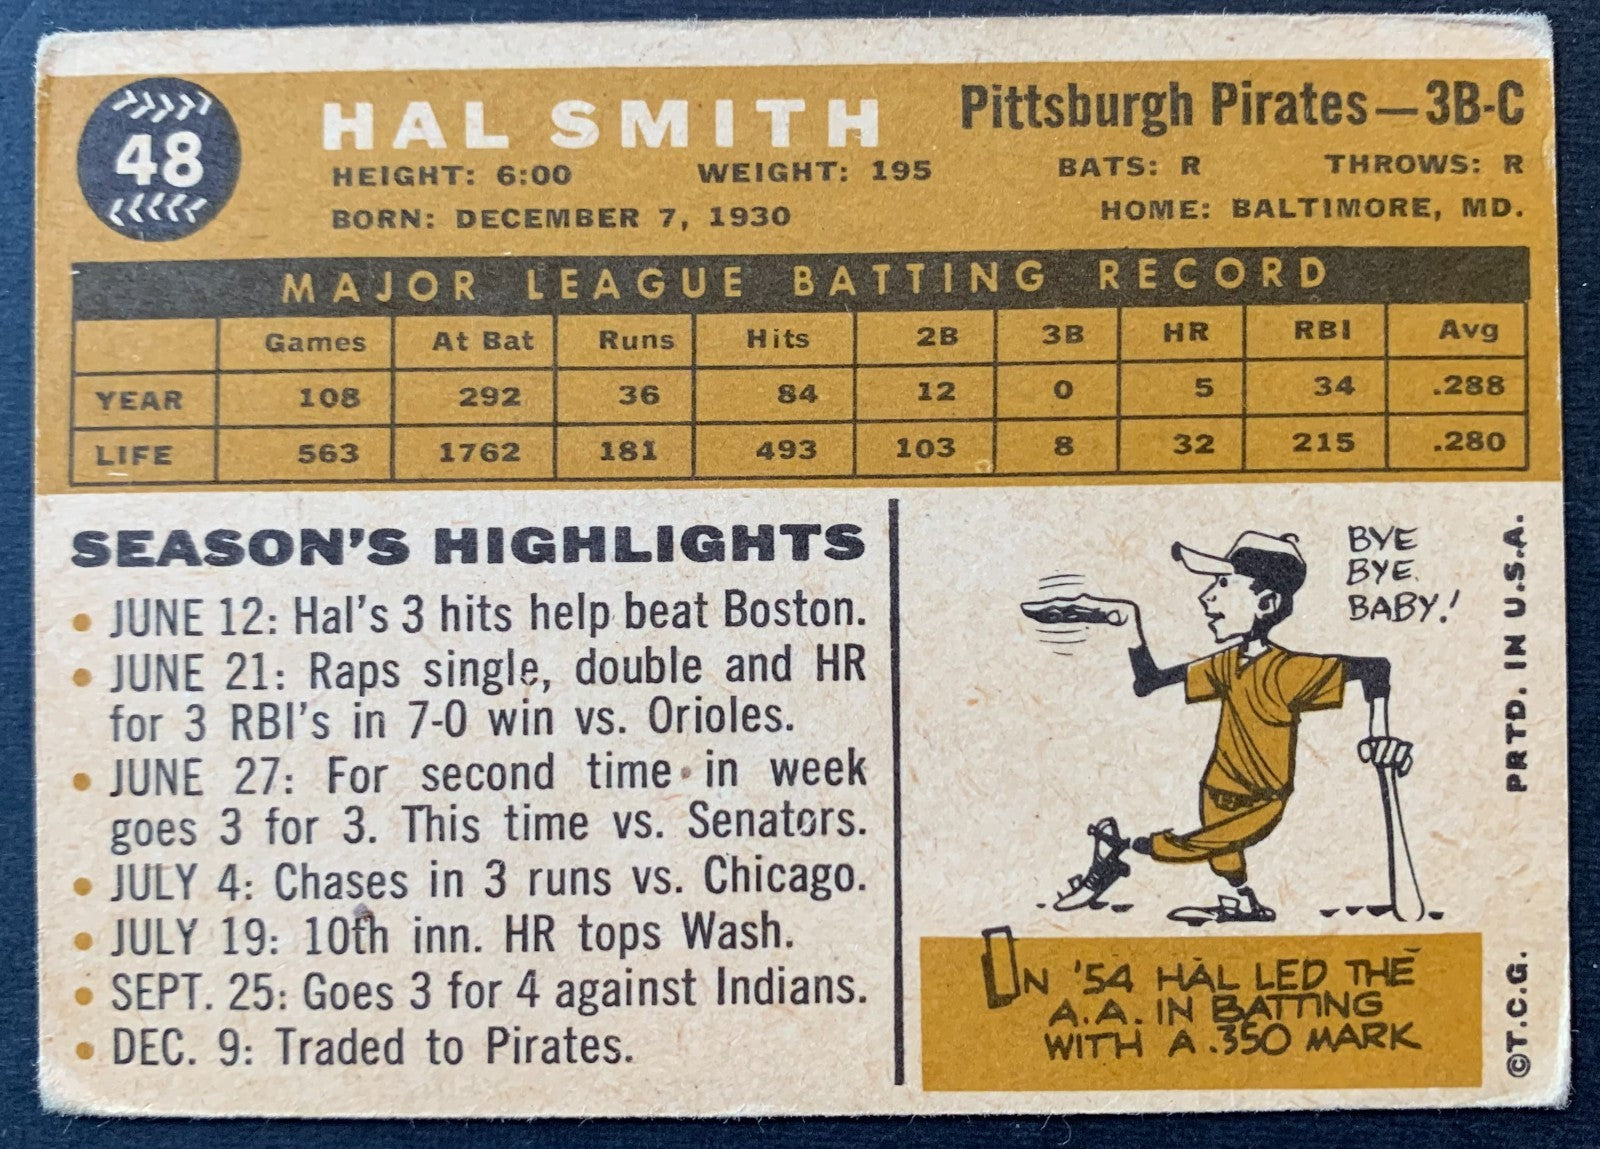 48
HAL SMITH
Pittsburgh Pirates—3B-C
HEIGHT: 6:00 WEIGHT: 195 BATS: R THROWS: R
BORN: DECEMBER 7, 1930 HOME: BALTIMORE, MD.
MAJOR LEAGUE BATTING RECORD
Games At Bat Runs Hits 2B 3B HR RBI Avg
YEAR 108 292 36 84 12 0 5 34 .288
LIFE 563 1762 181 493 103 8 32 215 .280
SEASON'S HIGHLIGHTS
• JUNE 12: Hal's 3 hits help beat Boston.
• JUNE 21: Raps single, double and HR
for 3 RBI's in 7-0 win vs. Orioles.
• JUNE 27: For second time in week
goes 3 for 3. This time vs. Senators.
• JULY 4: Chases in 3 runs vs. Chicago.
• JULY 19: 10th inn. HR tops Wash.
• SEPT. 25: Goes 3 for 4 against Indians.
• DEC. 9: Traded to Pirates.
BYE
BYE
BABY!
IN '54 HAL LED THE
A.A. IN BATTING
WITH A .350 MARK
©T.C.G. PRTD. IN U.S.A.